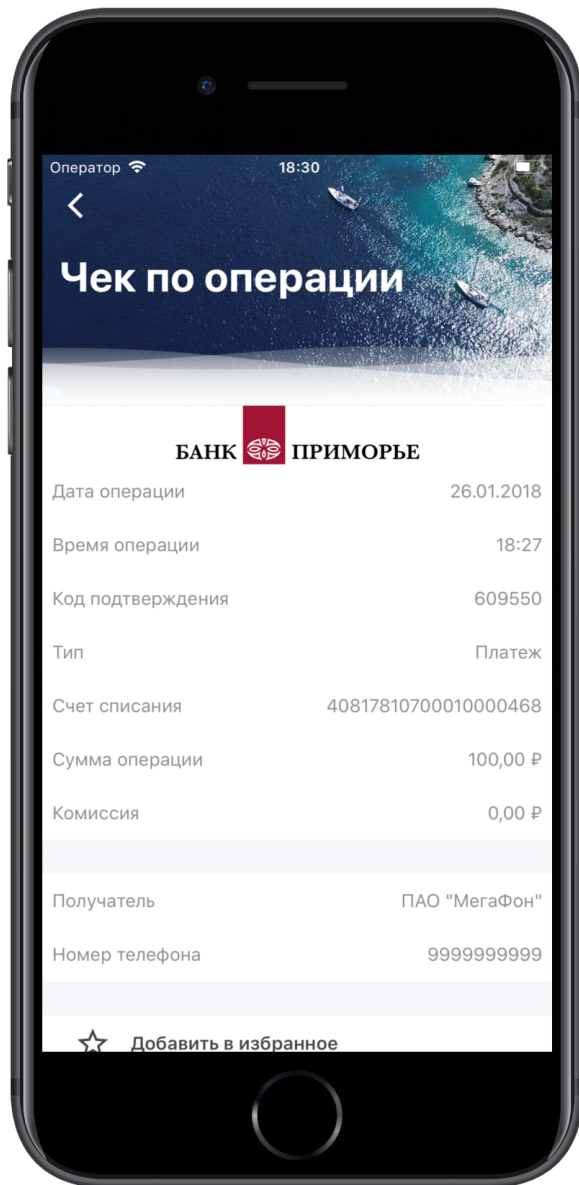 Оператор 18:30
Чек по операции
БАНК ПРИМОРЬЕ
Дата операции 26.01.2018
Время операции 18:27
Код подтверждения 609550
Тип Платеж
Счет списания 40817810700010000468
Сумма операции 100,00 ₽
Комиссия 0,00 ₽
Получатель ПАО "МегаФон"
Номер телефона 9999999999
Добавить в избранное